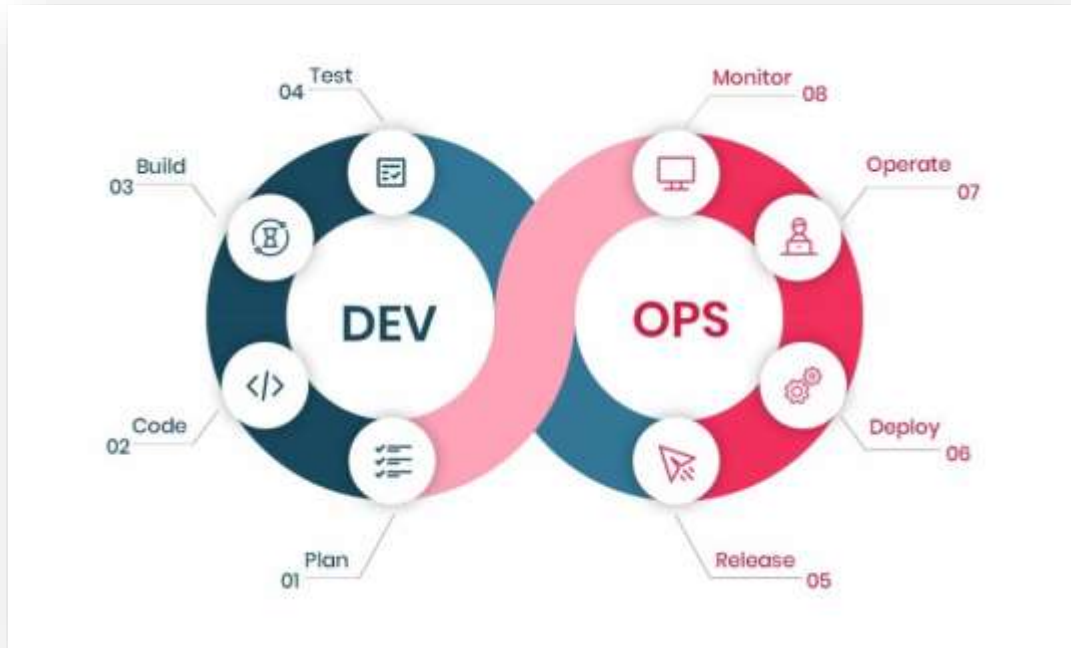 Test
04
Monitor
08
Build
03
Operate
07
DEV
OPS
Code
02
Deploy
06
Plan
01
Release
05